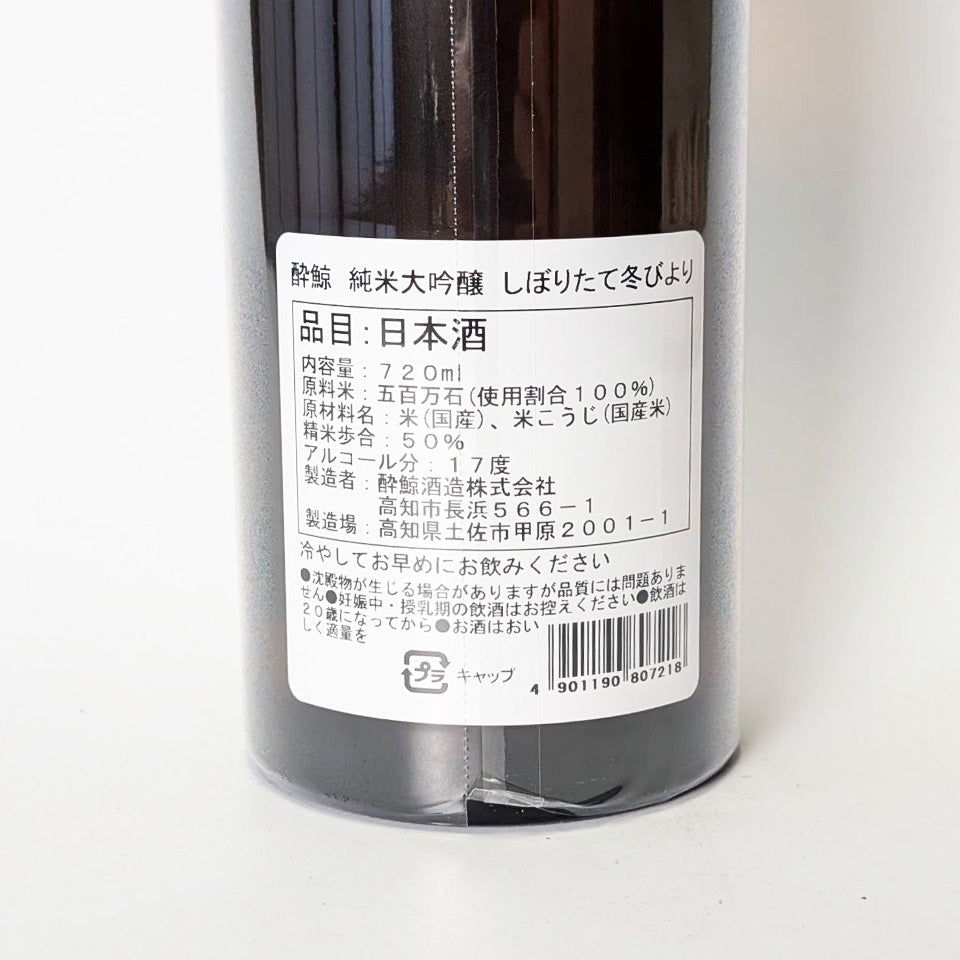 酔鯨 純米大吟醸 しぼりたて冬びより
品目：日本酒
内容量：７２０ml
原料米：五百万石（使用割合１００％）
原材料名：米（国産）、米こうじ（国産米）
精米歩合：５０％
アルコール分：１７度
製造者：酔鯨酒造株式会社
高知市長浜５６６－１
製造場：高知県土佐市甲原２００１－１
冷やしてお早めにお飲みください
●沈殿物が生じる場合がありますが品質には問題ありま
せん●妊娠中・授乳期の飲酒はお控えください●飲酒は
２０歳になってから●お酒はおい
しく適量を
プラ キャップ
4 901190 807218